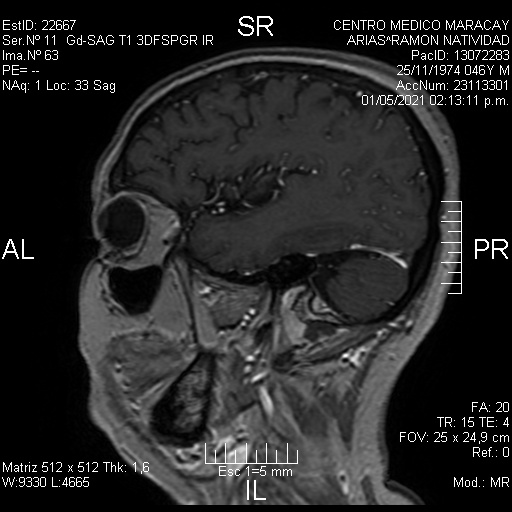 EstID: 22667
Ser.Nº 11 Gd-SAG T1 3DFSPGR IR
Ima.Nº 63
PE= --
NAq: 1 Loc: 33 Sag
SR
CENTRO MEDICO MARACAY
ARIAS^RAMON NATIVIDAD
PacID: 13072283
25/11/1974 046Y M
AccNum: 23113301
01/05/2021 02:13:11 p.m.
AL
PR
FA: 20
TR: 15 TE: 4
FOV: 25 x 24,9 cm
Ref.: 0
Mod.: MR
Matriz 512 x 512 Thk: 1,6
W:9330 L:4665
Esc 1=5 mm
IL